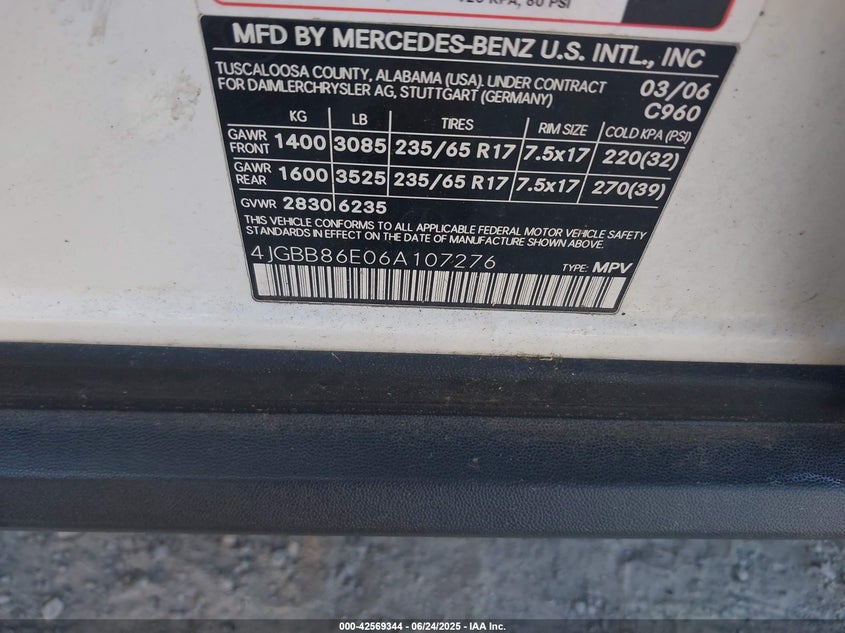 120 KPA, 60 PSI
MFD BY MERCEDES-BENZ U.S. INTL., INC
TUSCALOOSA COUNTY, ALABAMA (USA). UNDER CONTRACT
FOR DAIMLERCHRYSLER AG, STUTTGART (GERMANY)
03/06
C960
KG LB TIRES RIM SIZE COLD KPA (PSI)
GAWR FRONT 1400 3085 235/65 R17 7.5x17 220(32)
GAWR REAR 1600 3525 235/65 R17 7.5x17 270(39)
GVWR 2830 6235
THIS VEHICLE CONFORMS TO ALL APPLICABLE FEDERAL MOTOR VEHICLE SAFETY
STANDARDS IN EFFECT ON THE DATE OF MANUFACTURE SHOWN ABOVE.
4JGBB86E06A107276 TYPE: MPV
000-42569344 | 06/24/2025 - IAA Inc.